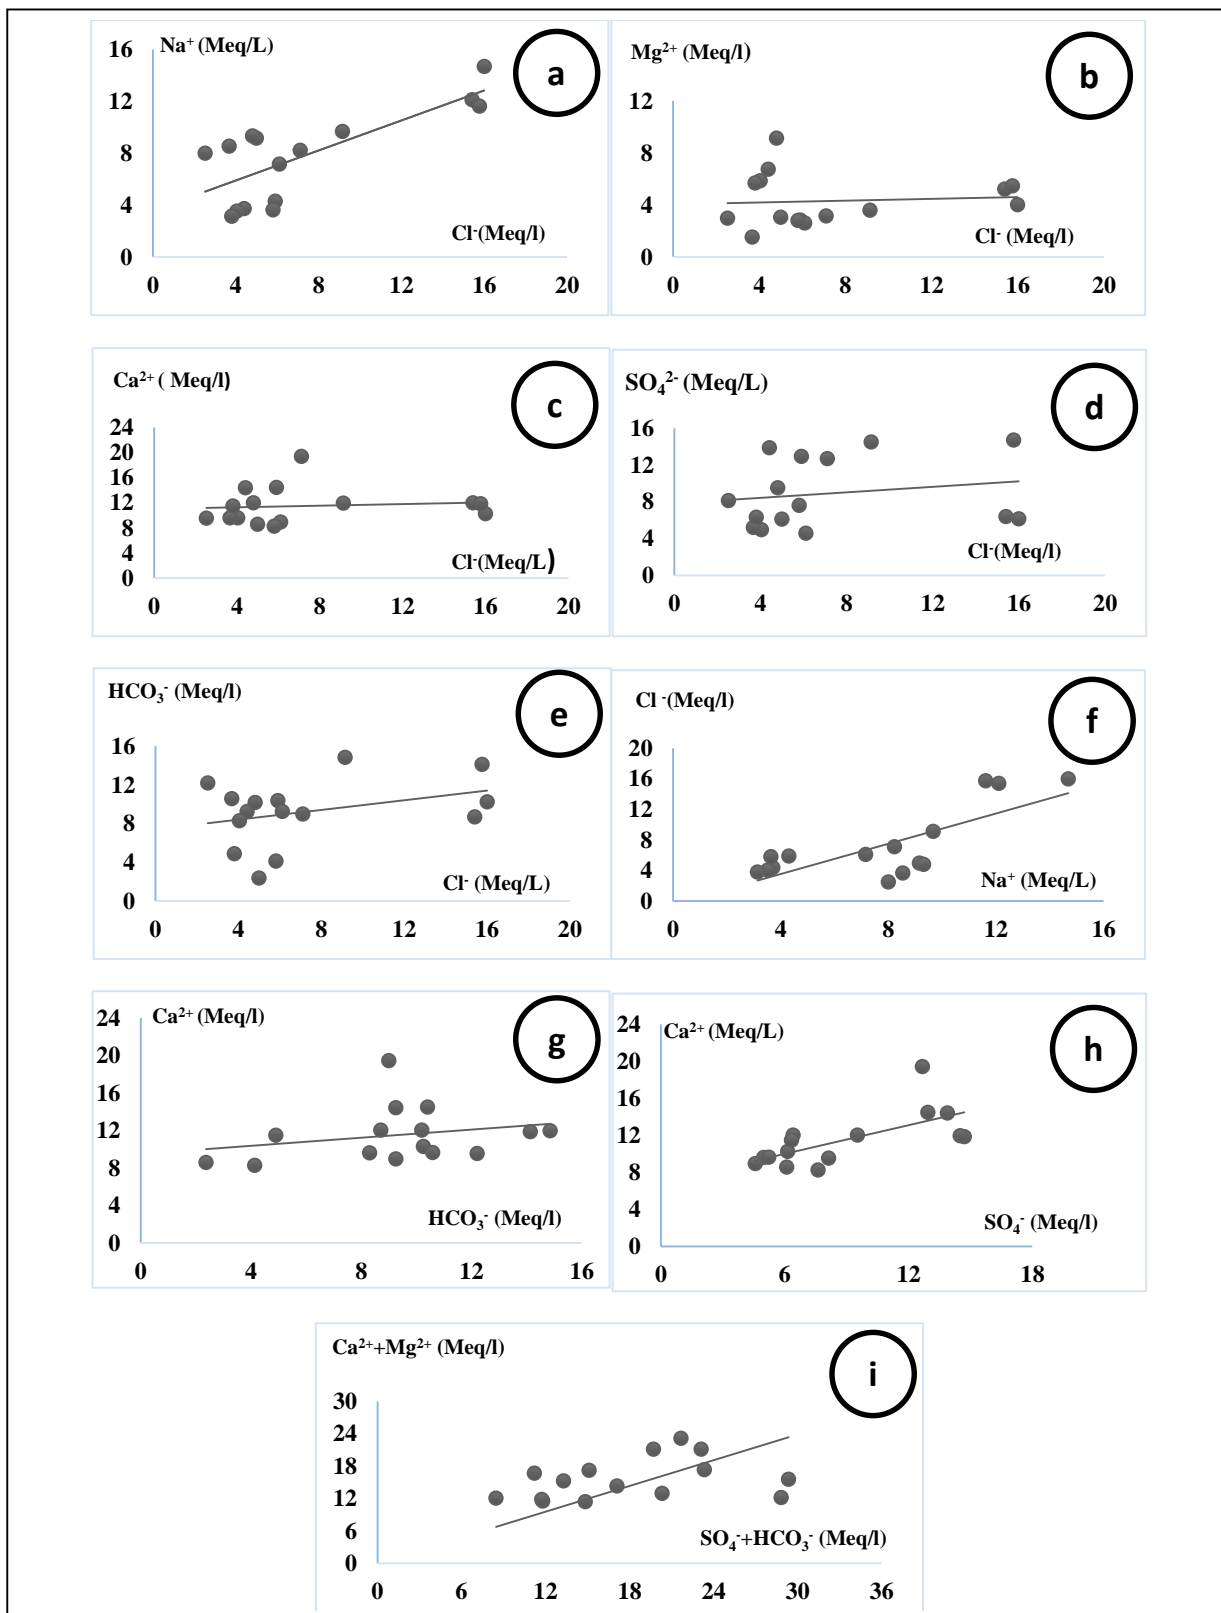 Na⁺ (Meq/L)
a
16
12
8
4
0
Cl⁻(Meq/l)
0 4 8 12 16 20
Mg²⁺ (Meq/l)
b
12
8
4
0
Cl⁻ (Meq/l)
0 4 8 12 16 20
Ca²⁺ ( Meq/l)
c
24
20
16
12
8
4
0
Cl⁻(Meq/L)
0 4 8 12 16 20
SO₄²⁻ (Meq/L)
d
16
12
8
4
0
Cl⁻(Meq/l)
0 4 8 12 16 20
HCO₃⁻ (Meq/l)
e
16
12
8
4
0
Cl⁻ (Meq/L)
0 4 8 12 16 20
Cl ⁻(Meq/l)
f
20
16
12
8
4
0
Na⁺ (Meq/L)
0 4 8 12 16
Ca²⁺ (Meq/l)
g
24
20
16
12
8
4
0
HCO₃⁻ (Meq/l)
0 4 8 12 16
Ca²⁺ (Meq/L)
h
24
20
16
12
8
4
0
SO₄⁻ (Meq/l)
0 6 12 18
Ca²⁺+Mg²⁺ (Meq/l)
i
30
24
18
12
6
0
SO₄⁻+HCO₃⁻ (Meq/l)
0 6 12 18 24 30 36